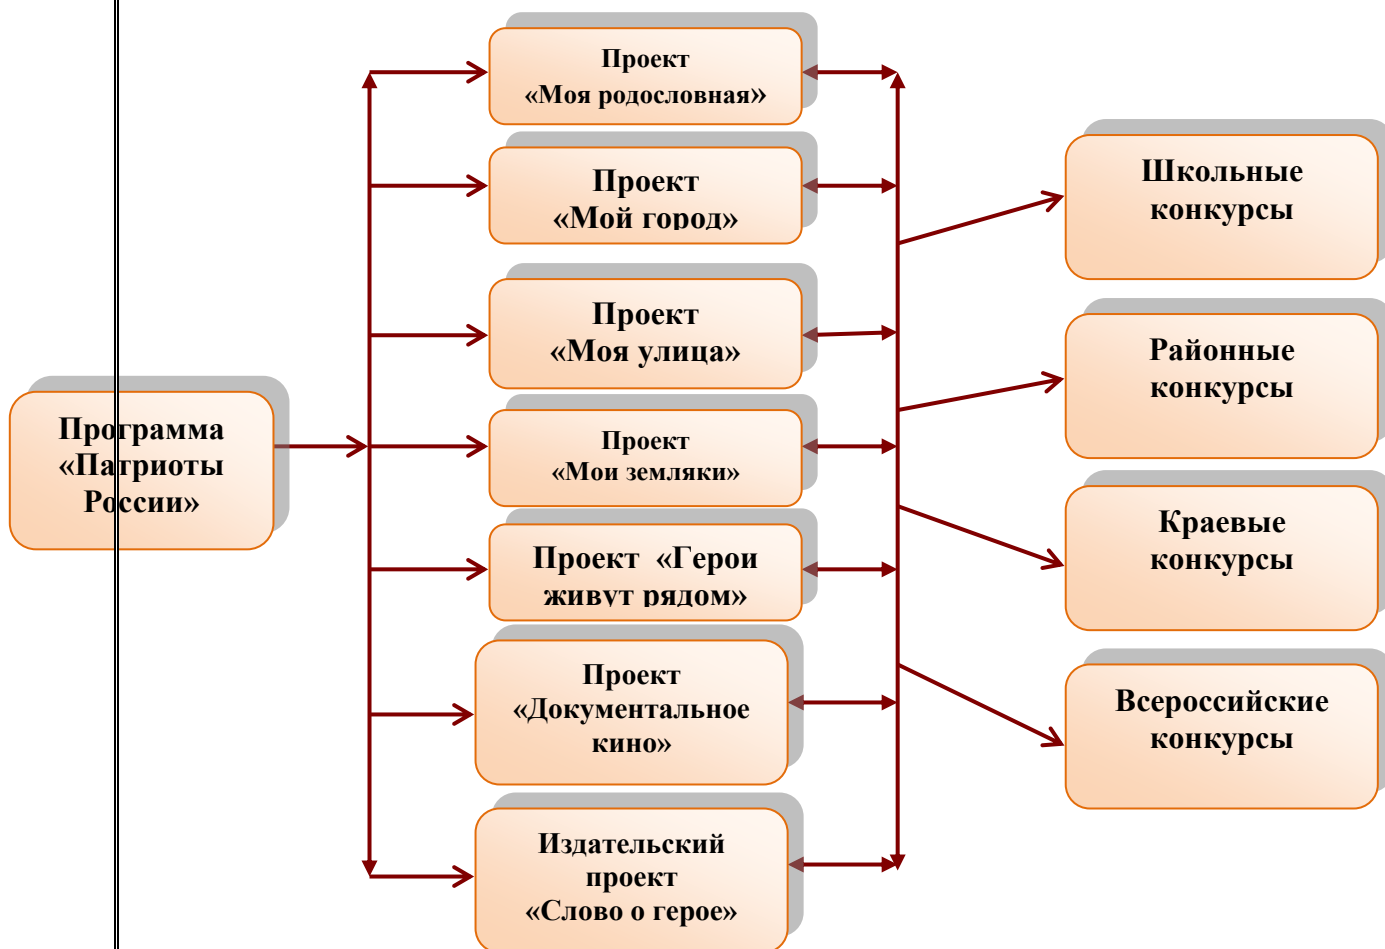 Программа
«Патриоты
России»
Проект
«Моя родословная»
Проект
«Мой город»
Проект
«Моя улица»
Проект
«Мои земляки»
Проект «Герои
живут рядом»
Проект
«Документальное
кино»
Издательский
проект
«Слово о герое»
Школьные
конкурсы
Районные
конкурсы
Краевые
конкурсы
Всероссийские
конкурсы